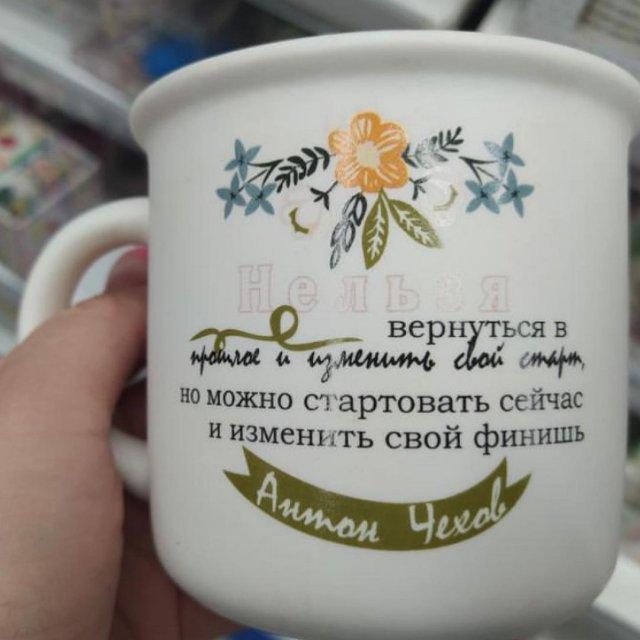 Нельзя
вернуться в
прошлое и изменить свой старт,
но можно стартовать сейчас
и изменить свой финишь
Антон Чехов